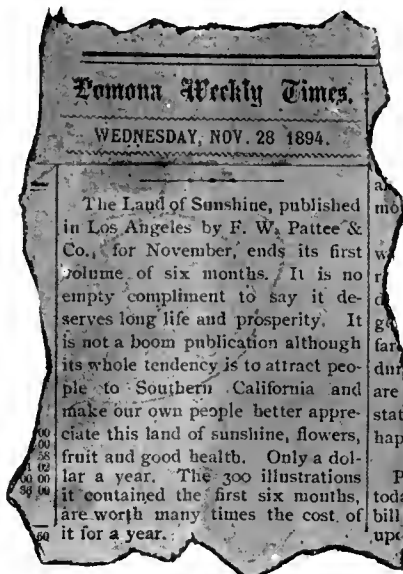 Pomona Weekly Times.
WEDNESDAY, NOV. 28 1894.
The Land of Sunshine, published
in Los Angeles by F. W. Pattee &
Co., for November, ends its first
volume of six months. It is no
empty compliment to say it de-
serves long life and prosperity. It
is not a boom publication although
its whole tendency is to attract peo-
ple to Southern California and
make our own people better appre-
ciate this land of sunshine, flowers,
fruit and good health. Only a dol-
lar a year. The 300 illustrations
it contained the first six months,
are worth many times the cost of
it for a year.